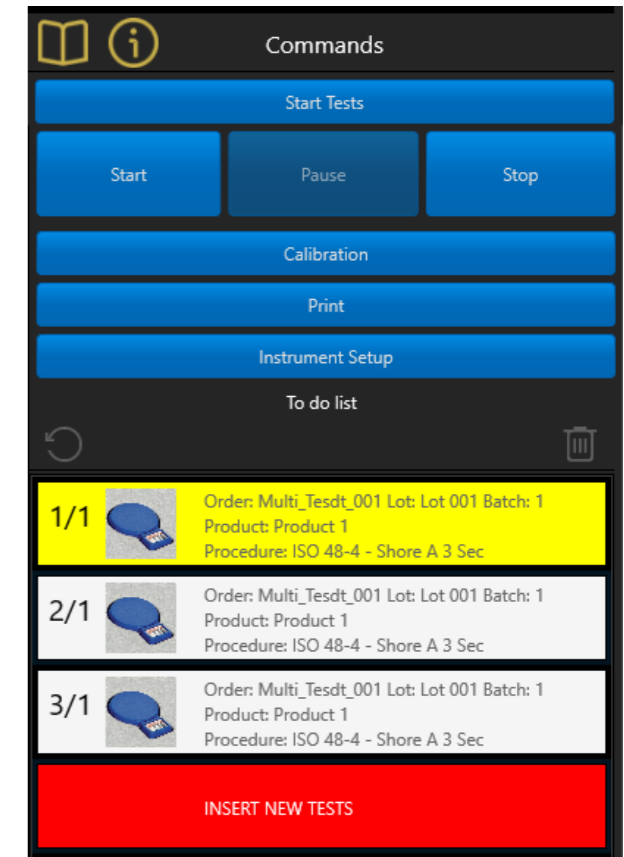 Commands
Start Tests
Start
Pause
Stop
Calibration
Print
Instrument Setup
To do list
1/1
Order: Multi_Tesdt_001 Lot: Lot 001 Batch: 1
Product: Product 1
Procedure: ISO 48-4 - Shore A 3 Sec
2/1
Order: Multi_Tesdt_001 Lot: Lot 001 Batch: 1
Product: Product 1
Procedure: ISO 48-4 - Shore A 3 Sec
3/1
Order: Multi_Tesdt_001 Lot: Lot 001 Batch: 1
Product: Product 1
Procedure: ISO 48-4 - Shore A 3 Sec
INSERT NEW TESTS